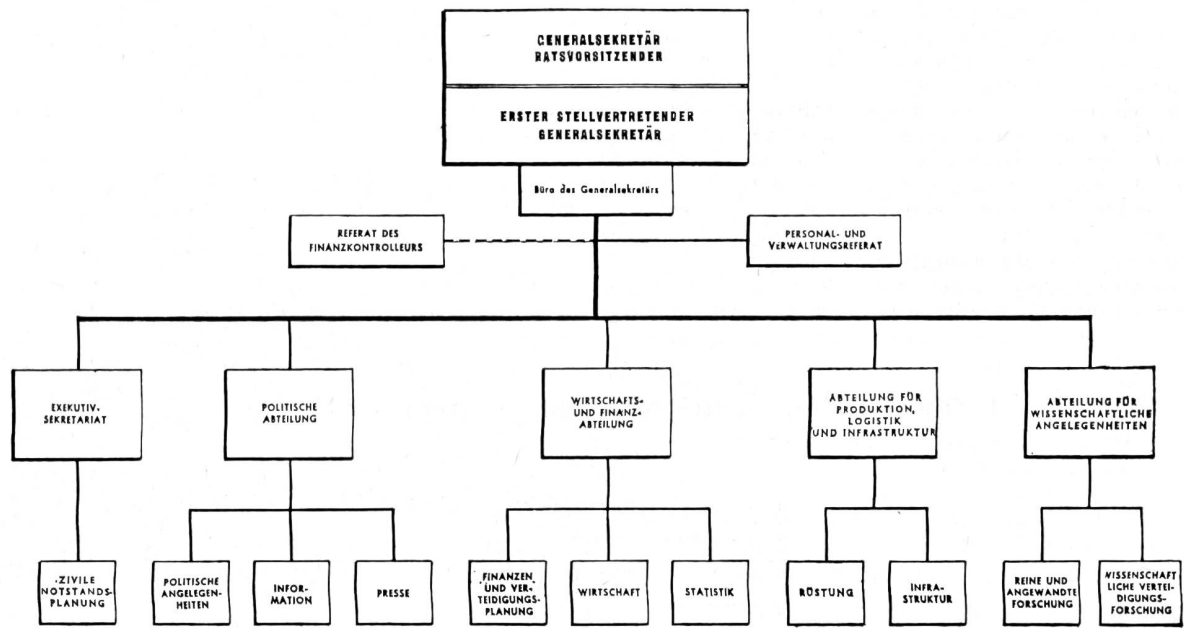 GENERALSEKRETÄR
RATSVORSITZENDER
ERSTER STELLVERTRETENDER
GENERALSEKRETÄR
Büro des Generalsekretärs
REFERAT DES
FINANZKONTROLLEURS
PERSONAL- UND
VERWALTUNGSREFERAT
EXEKUTIV-
SEKRETARIAT
POLITISCHE
ABTEILUNG
WIRTSCHAFTS-
UND FINANZ-
ABTEILUNG
ABTEILUNG FÜR
PRODUKTION,
LOGISTIK
UND INFRASTRUKTUR
ABTEILUNG FÜR
WISSENSCHAFTLICHE
ANGELEGENHEITEN
ZIVILE
NOTSTANDS-
PLANUNG
POLITISCHE
ANGELEGEN-
HEITEN
INFOR-
MATION
PRESSE
FINANZEN
UND VER-
TEIDIGUNGS-
PLANUNG
WIRTSCHAFT
STATISTIK
RÜSTUNG
INFRA-
STRUKTUR
REINE UND
ANGEWANDTE
FORSCHUNG
WISSENSCHAFT
LICHE VERTEI-
DIGUNGS-
FORSCHUNG